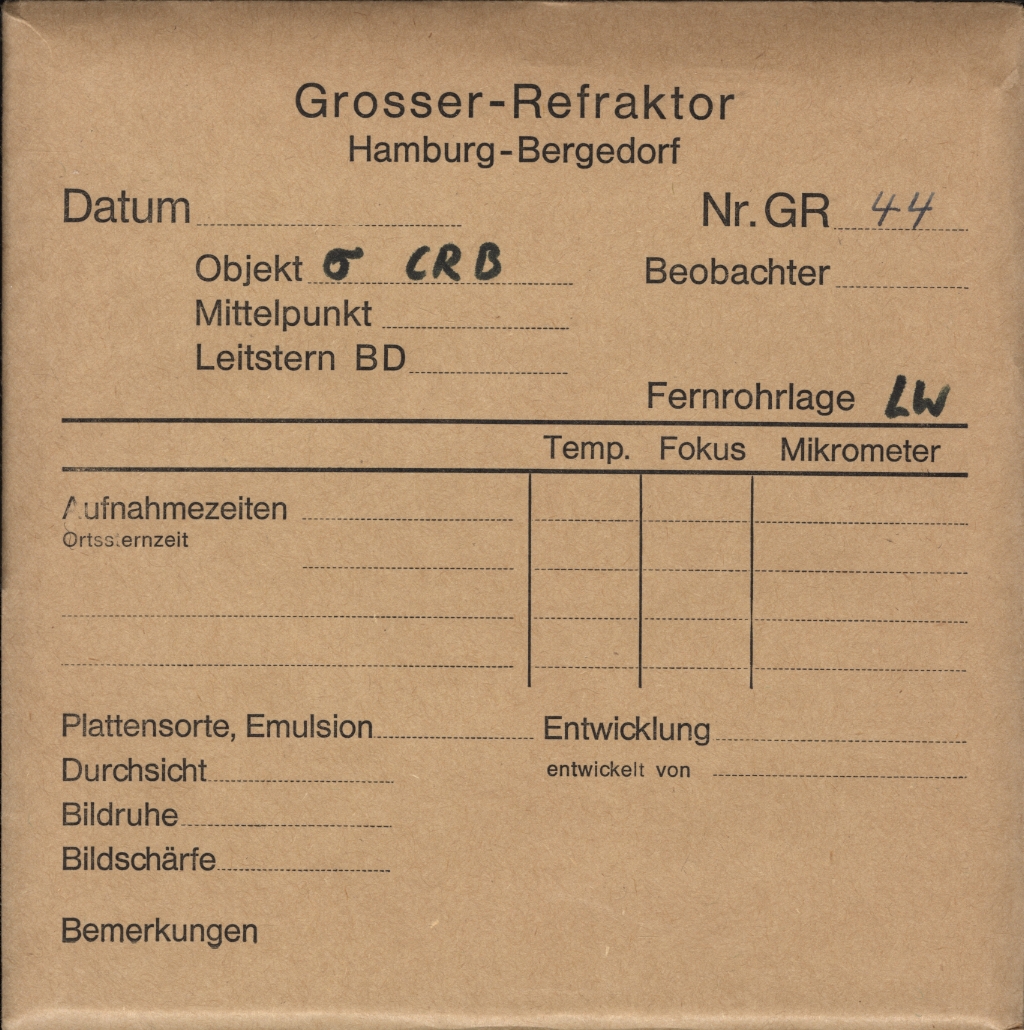 Grosser-Refraktor
Hamburg-Bergedorf
Datum Nr. GR 44
Objekt σ CRB Beobachter
Mittelpunkt
Leitstern BD
Fernrohrlage LW
Temp. Fokus Mikrometer
Aufnahmezeiten
Ortssternzeit
Plattensorte, Emulsion Entwicklung
Durchsicht entwickelt von
Bildruhe
Bildschärfe
Bemerkungen